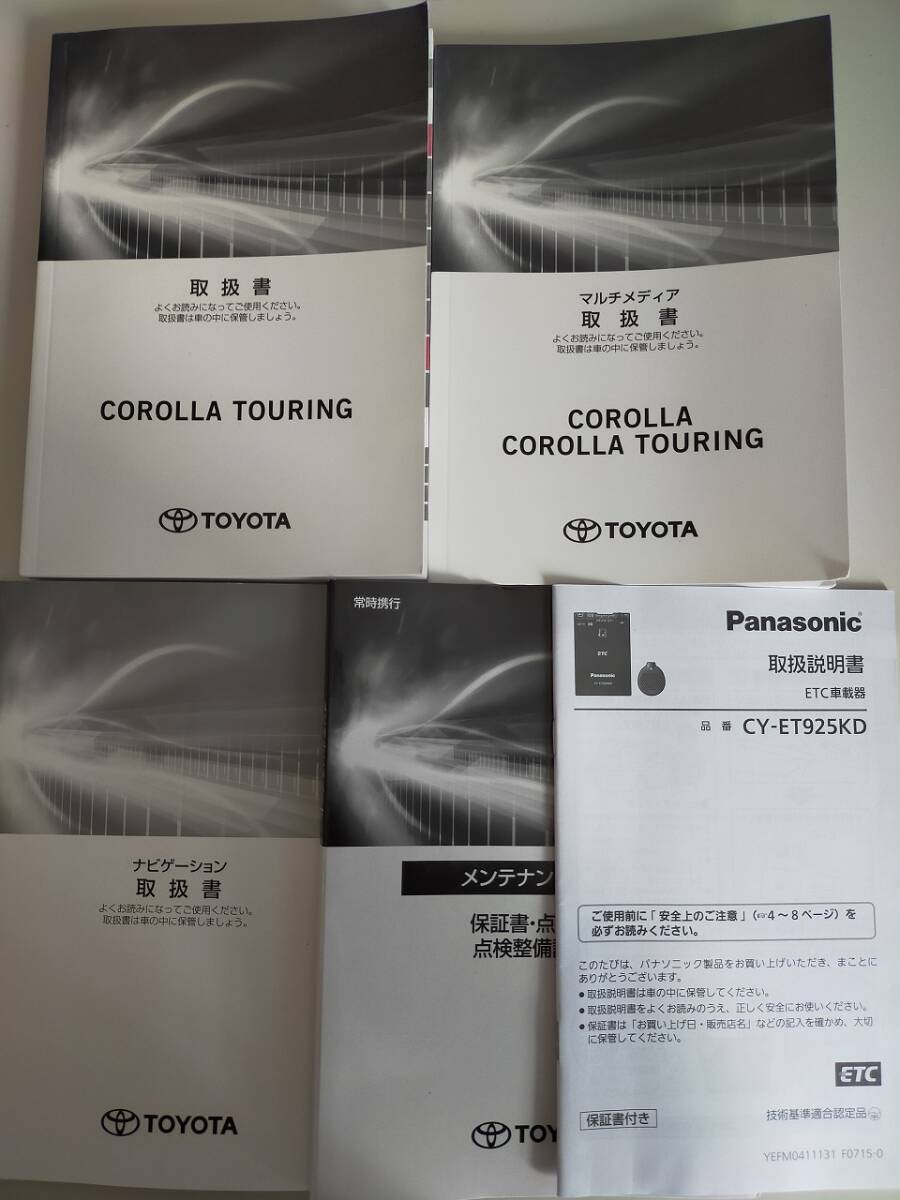 取扱書
よくお読みになってご使用ください。
取扱書は車の中に保管しましょう。
COROLLA TOURING
TOYOTA
マルチメディア
取扱書
よくお読みになってご使用ください。
取扱書は車の中に保管しましょう。
COROLLA
COROLLA TOURING
TOYOTA
ナビゲーション
取扱書
よくお読みになってご使用ください。
取扱書は車の中に保管しましょう。
TOYOTA
常時携行
メンテナン
保証書・点
点検整備
TOY
Panasonic
取扱説明書
ETC車載器
品番 CY-ET925KD
ETC
Panasonic
ご使用前に「安全上のご注意」(☞4～8ページ)を
必ずお読みください。
このたびは、パナソニック製品をお買い上げいただき、まことに
ありがとうございます。
●取扱説明書は車の中に保管してください。
●取扱説明書をよくお読みのうえ、正しく安全にお使いください。
●保証書は「お買い上げ日・販売店名」などの記入を確かめ、大切
に保管してください。
ETC
保証書付き
技術基準適合認定品
YEFM0411131 F0715-0